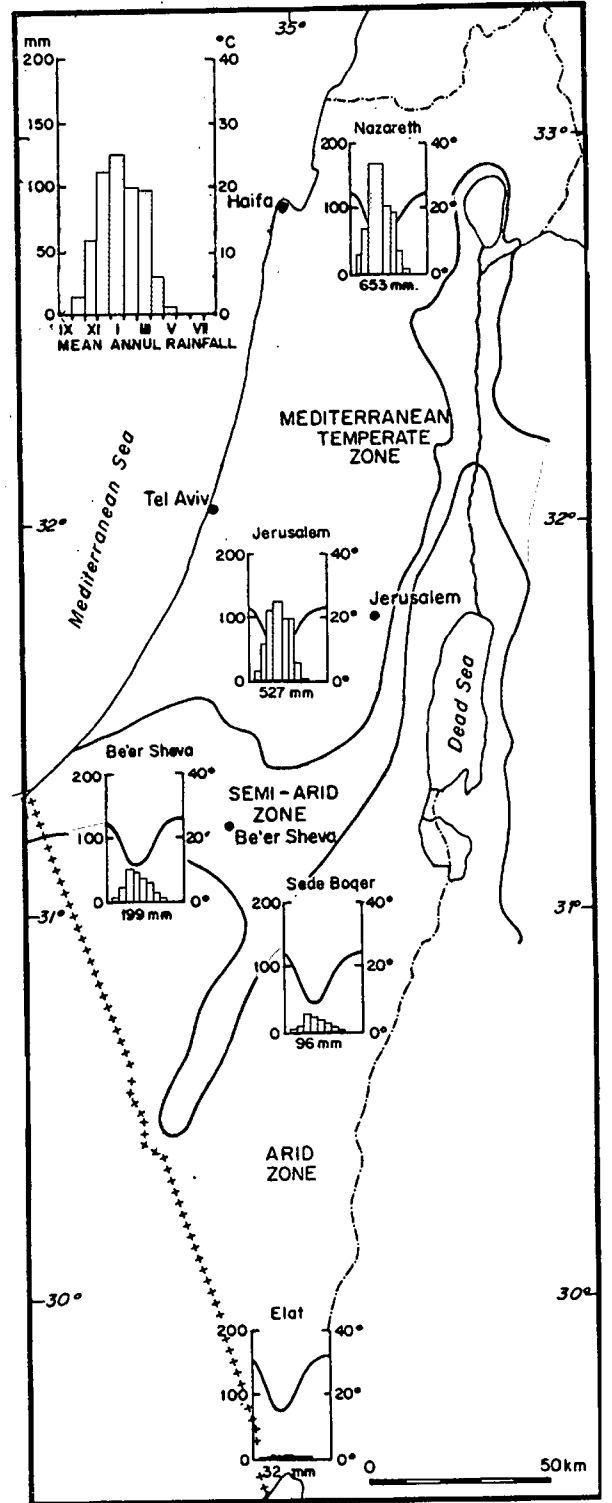 35°
mm °C
200 40
150 30
100 20
50 10
0 0
IX XI I III V VII
MEAN ANNUL RAINFALL
33°
Nazareth
200 40°
100 20°
0 0°
653 mm.
Haifa
MEDITERRANEAN
TEMPERATE
ZONE
Mediterranean Sea
Tel Aviv
32° 32°
Jerusalem
200 40°
100 20°
0 0°
527 mm
Jerusalem
Dead Sea
Be'er Sheva
200 40°
100 20°
0 0°
199 mm
SEMI-ARID
ZONE
Be'er Sheva
Sede Boqer
200 40°
100 20°
0 0°
96 mm
31° 31°
ARID
ZONE
30° 30°
Elat
200 40°
100 20°
0 0°
32 mm
0 50km